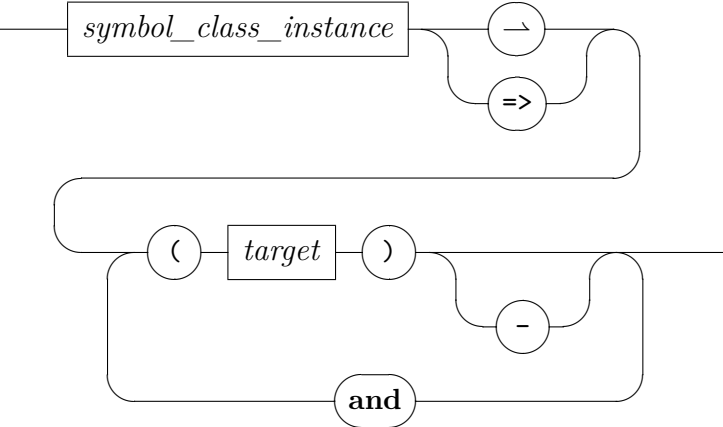 symbol_class_instance ⇀
=>
( target )
-
and